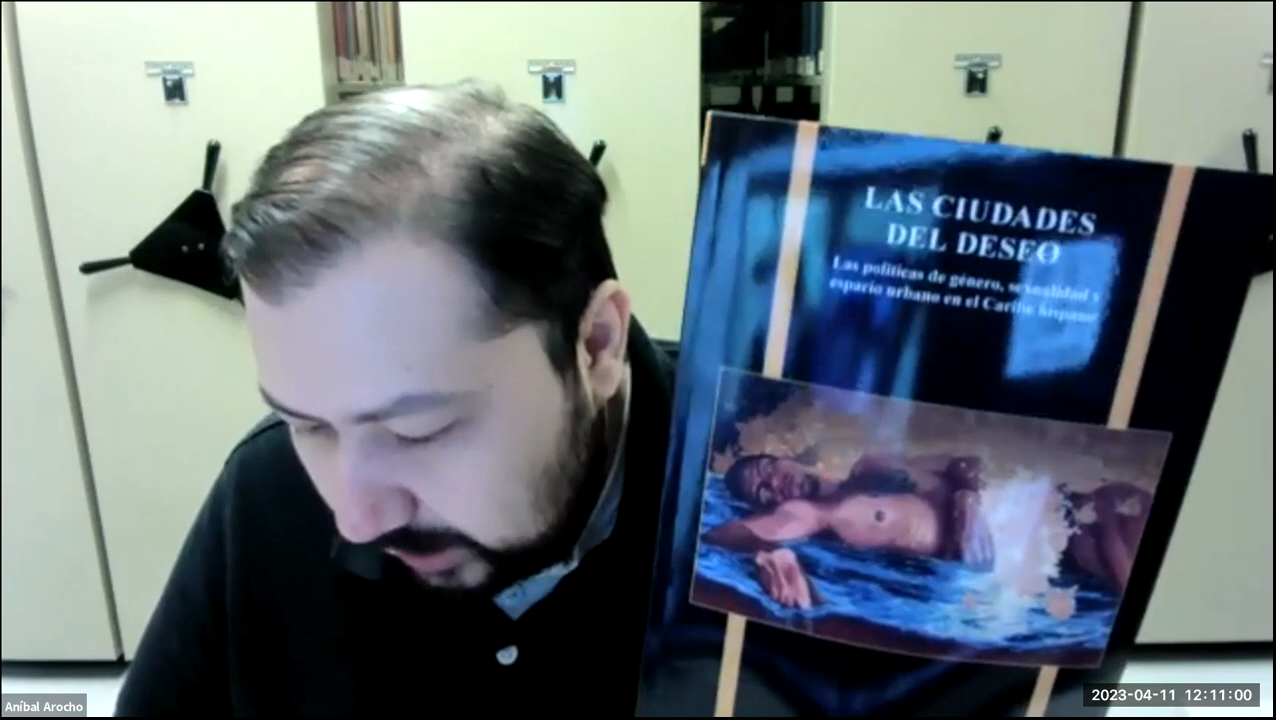 LAS CIUDADES
DEL DESEO
Las políticas de género, sexualidad y
espacio urbano en el Caribe hispano
Aníbal Arocho
2023-04-11 12:11:00